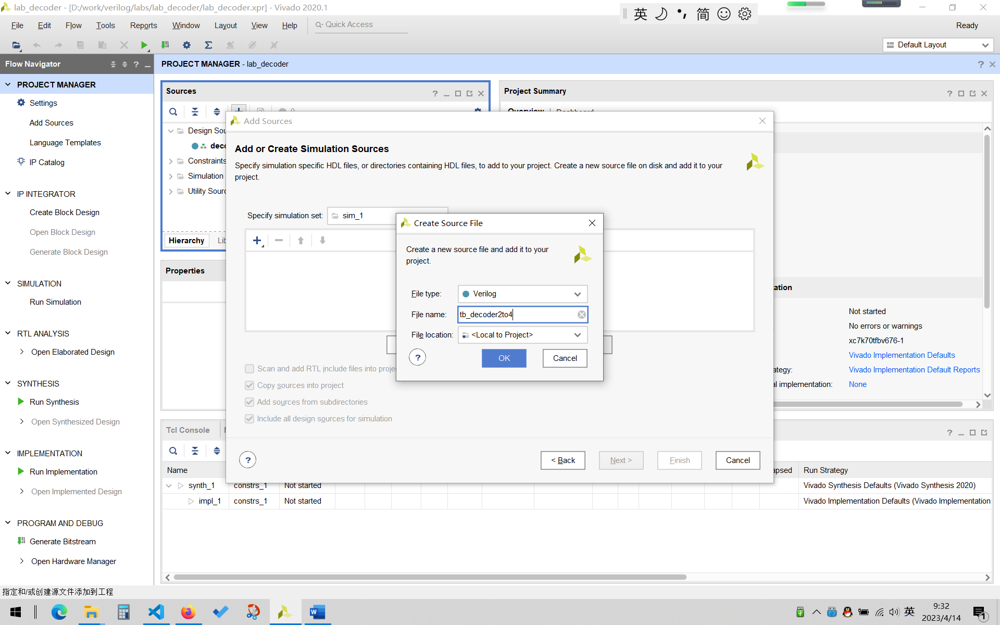 lab_decoder - [D:/work/verilog/labs/lab_decoder/lab_decoder.xpr] - Vivado 2020.1
英 简
File Edit Flow Tools Reports Window Layout View Help Quick Access
Ready
Default Layout
Flow Navigator
PROJECT MANAGER - lab_decoder
PROJECT MANAGER
Settings
Add Sources
Language Templates
IP Catalog
IP INTEGRATOR
Create Block Design
Open Block Design
Generate Block Design
SIMULATION
Run Simulation
RTL ANALYSIS
Open Elaborated Design
SYNTHESIS
Run Synthesis
Open Synthesized Design
IMPLEMENTATION
Run Implementation
Open Implemented Design
PROGRAM AND DEBUG
Generate Bitstream
Open Hardware Manager
Sources
Design Sou
deco
Constraints
Simulation
Utility Sourc
Hierarchy Lib
Properties
Project Summary
Overview Dashboard
Add Sources
Add or Create Simulation Sources
Specify simulation specific HDL files, or directories containing HDL files, to add to your project. Create a new source file on disk and add it to your
project.
Specify simulation set: sim_1
Create Source File
Create a new source file and add it to your
project.
File type: Verilog
File name: tb_decoder2to4
File location: <Local to Project>
? OK Cancel
Scan and add RTL include files into proje
Copy sources into project
Add sources from subdirectories
Include all design sources for simulation
? < Back Next > Finish Cancel
ation
Not started
No errors or warnings
xc7k70tfbv676-1
Vivado Implementation Defaults
ategy: Vivado Implementation Default Reports
al implementation: None
Tcl Console
Name apsed Run Strategy
synth_1 constrs_1 Not started Vivado Synthesis Defaults (Vivado Synthesis 2020)
impl_1 constrs_1 Not started Vivado Implementation Defaults (Vivado Implementation
指定和/或创建源文件添加到工程
英
9:32
2023/4/14
1